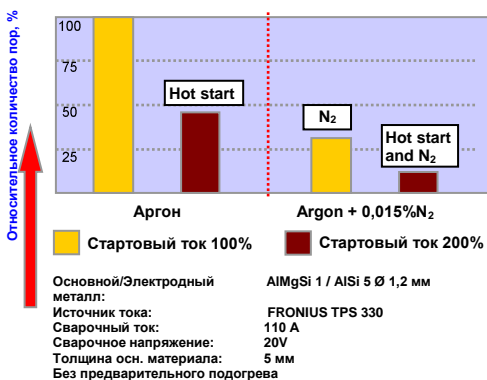 Относительное количество пор, %
100
75
50
25
Hot start
N₂
Hot start
and N₂
Аргон
Argon + 0,015%N₂
Стартовый ток 100%
Стартовый ток 200%
Основной/Электродный AlMgSi 1 / AlSi 5 Ø 1,2 мм
металл:
Источник тока: FRONIUS TPS 330
Сварочный ток: 110 А
Сварочное напряжение: 20V
Толщина осн. материала: 5 мм
Без предварительного подогрева